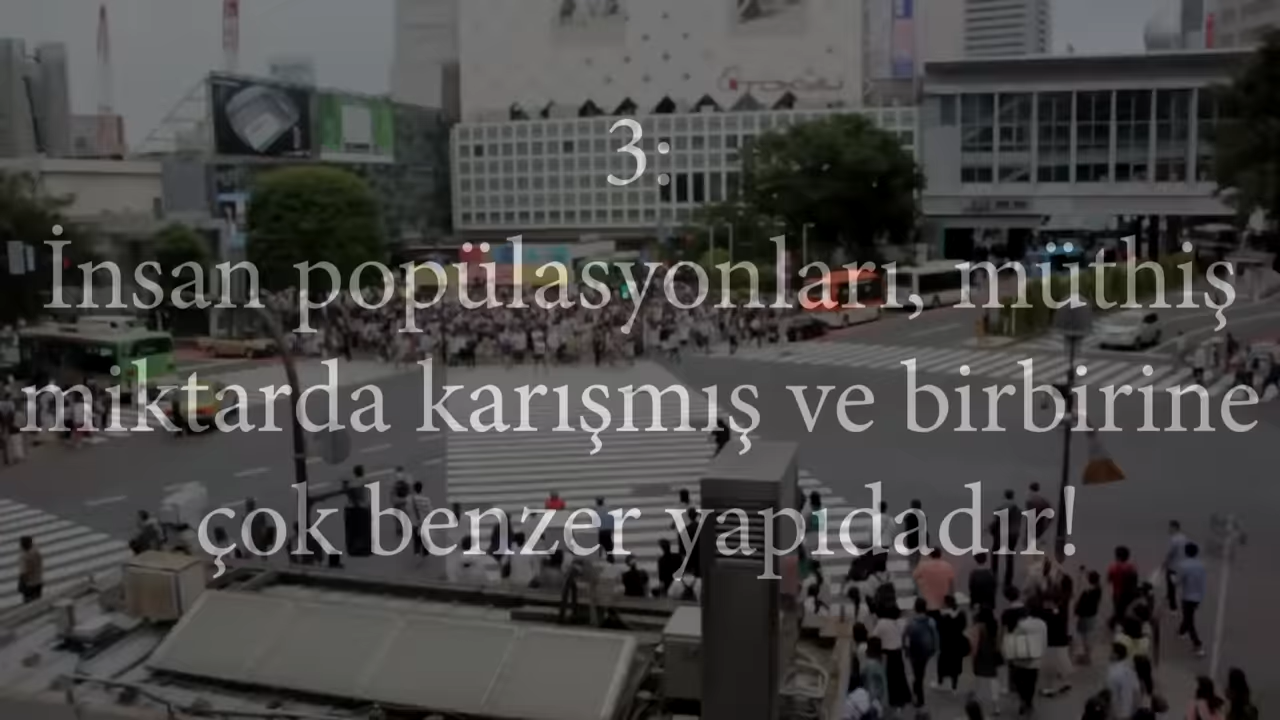 3:
İnsan popülasyonları, müthiş
miktarda karışmış ve birbirine
çok benzer yapıdadır!